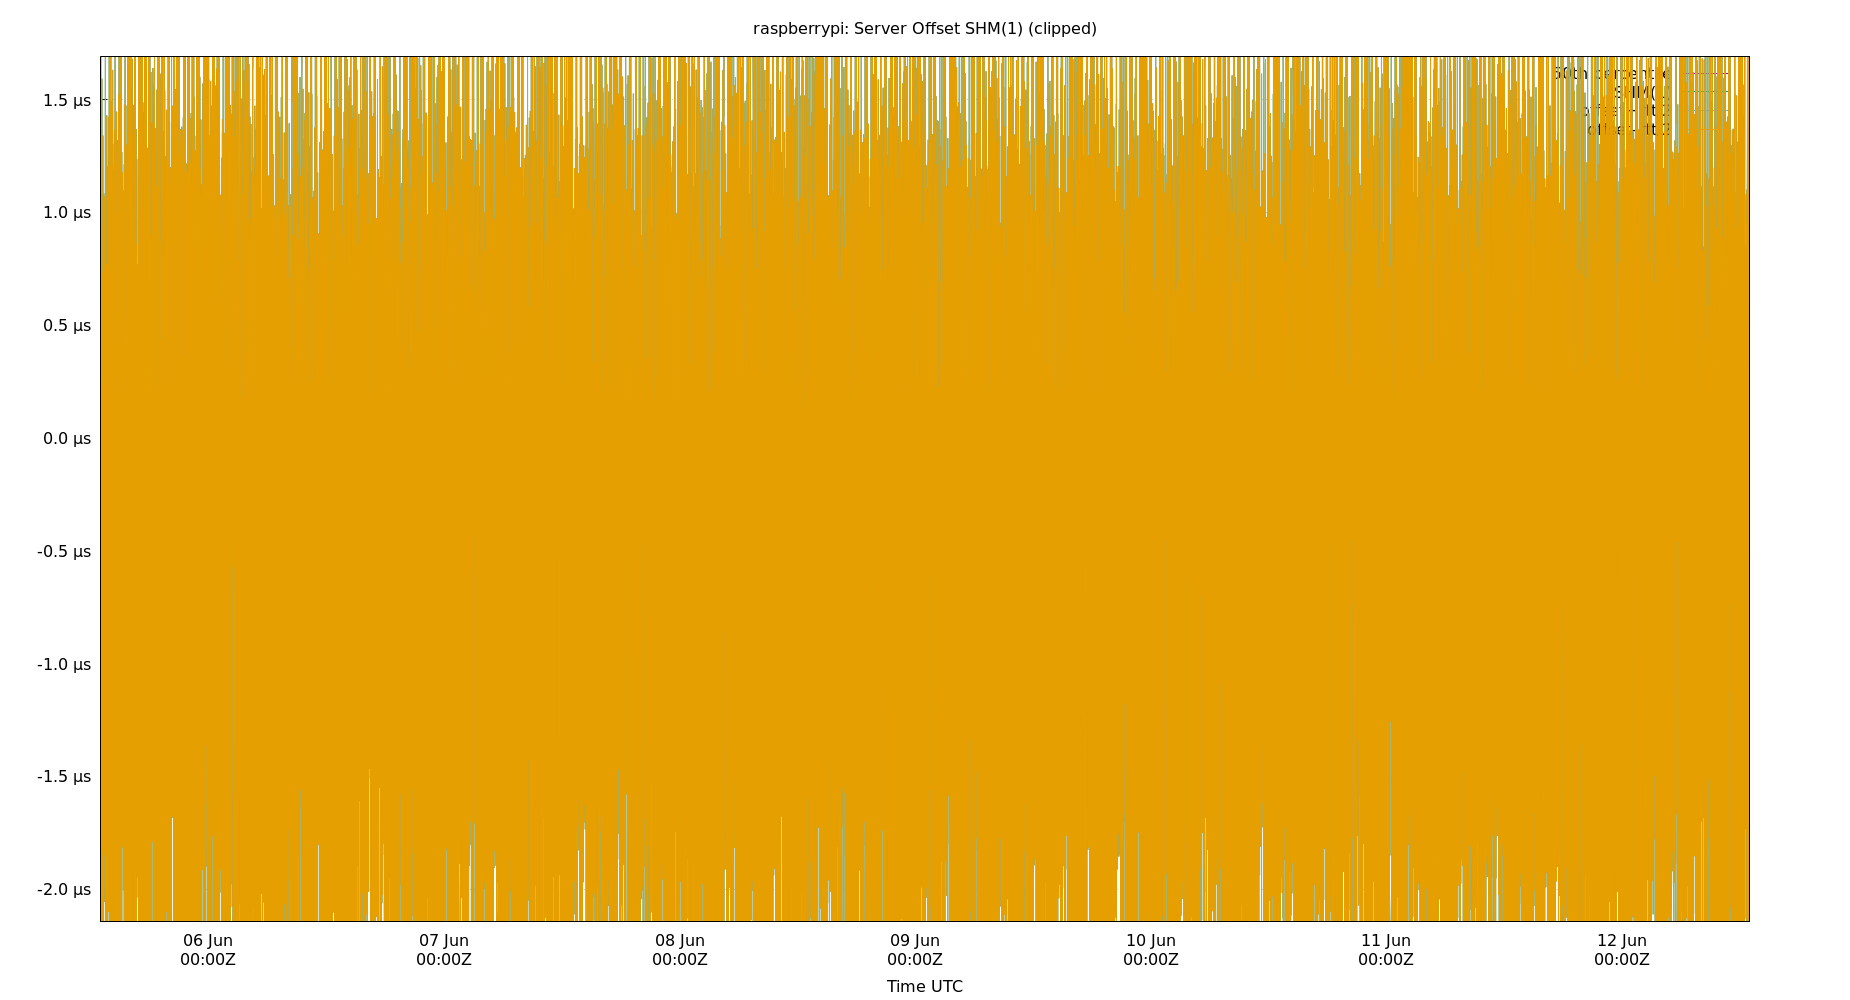 raspberrypi: Server Offset SHM(1) (clipped)
1.5 µs
1.0 µs
0.5 µs
0.0 µs
-0.5 µs
-1.0 µs
-1.5 µs
-2.0 µs
50th percentile
06 Jun 07 Jun 08 Jun 09 Jun 10 Jun 11 Jun 12 Jun
00:00Z 00:00Z 00:00Z 00:00Z 00:00Z 00:00Z 00:00Z
Time UTC